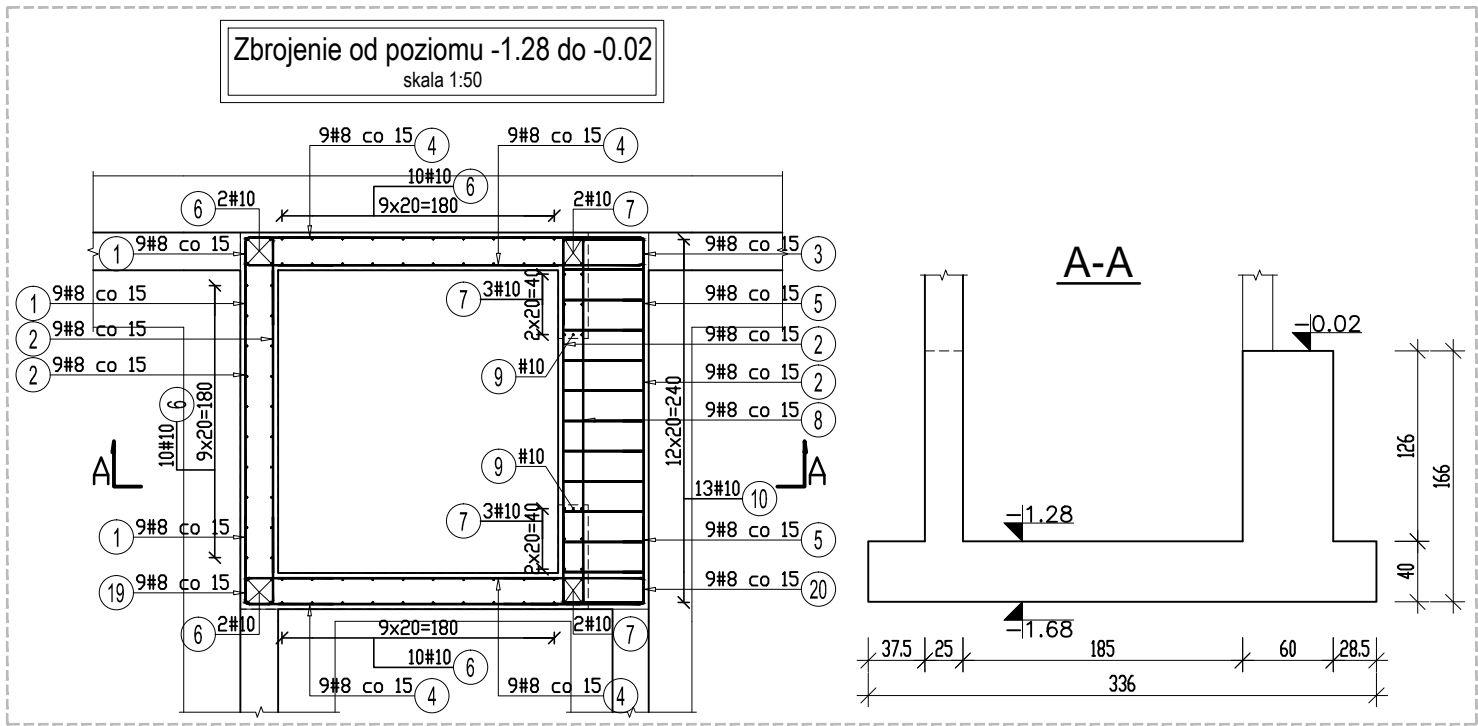 Zbrojenie od poziomu -1.28 do -0.02
skala 1:50
9#8 co 15 4
9#8 co 15 4
10#10 6
9x20=180
6 2#10
2#10 7
1 9#8 co 15
9#8 co 15 3
1 9#8 co 15
7 3#10
2x20=40
9#8 co 15 5
2 9#8 co 15
9#8 co 15 2
2 9#8 co 15
9 #10
9#8 co 15 2
6
10#10
9x20=180
9#8 co 15 8
12x20=240
A
A
9 #10
13#10 10
7 3#10
2x20=40
1 9#8 co 15
9#8 co 15 5
19 9#8 co 15
9#8 co 15 20
6 2#10
9x20=180
2#10 7
10#10 6
9#8 co 15 4
9#8 co 15 4
A-A
-0.02
-1.28
-1.68
126
166
40
37.5 25 185 60 28.5
336